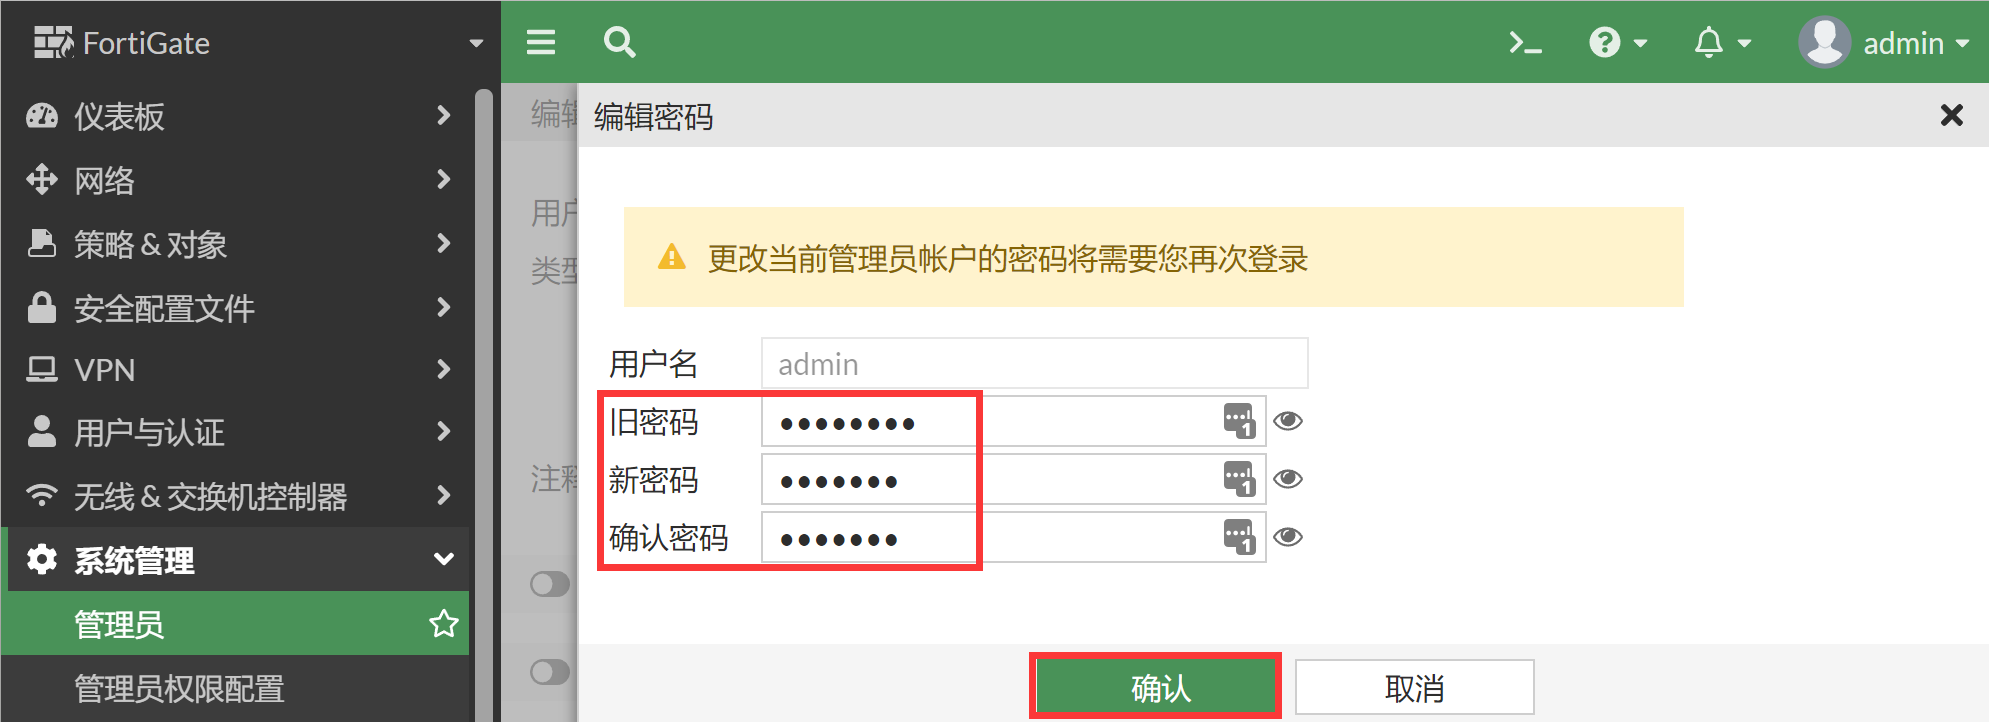 FortiGate
admin
仪表板
网络
策略 & 对象
安全配置文件
VPN
用户与认证
无线 & 交换机控制器
系统管理
管理员
管理员权限配置
编辑
用户
类型
注释
编辑密码
更改当前管理员帐户的密码将需要您再次登录
用户名 admin
旧密码 ●●●●●●●●
新密码 ●●●●●●●
确认密码 ●●●●●●●
确认 取消